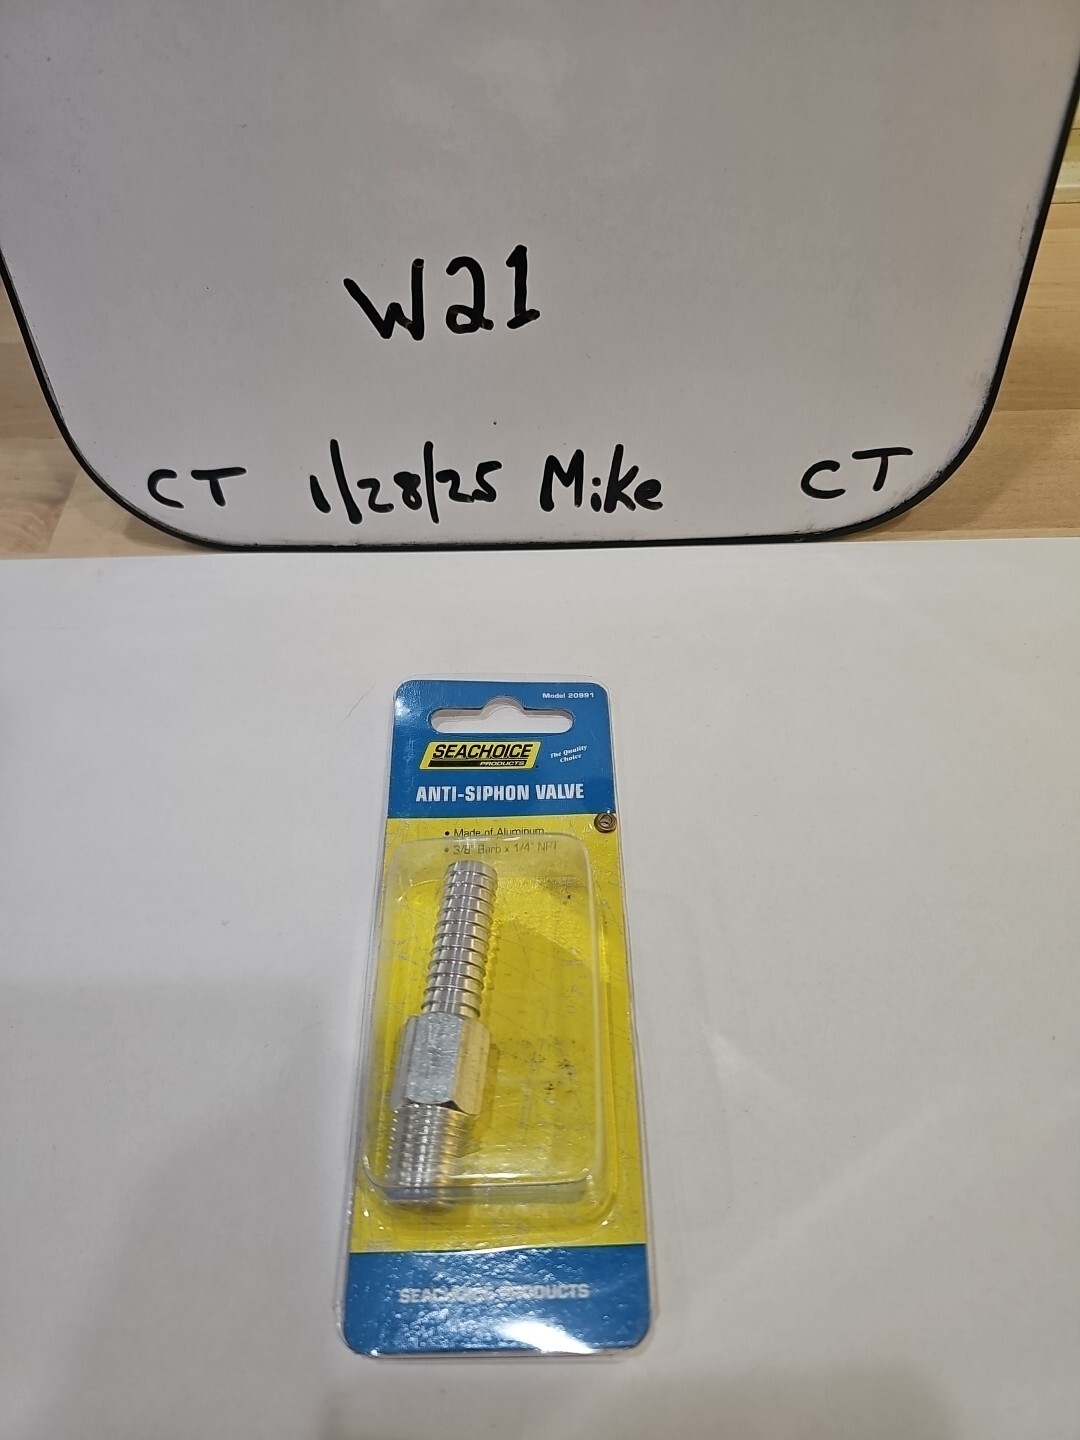 W21
CT 1/28/25 Mike CT
Model 20991
SEACHOICE
PRODUCTS
The Quality
Choice
ANTI-SIPHON VALVE
• Made of Aluminum
• 3/8" Barb x 1/4" NPT
SEACHOICE PRODUCTS